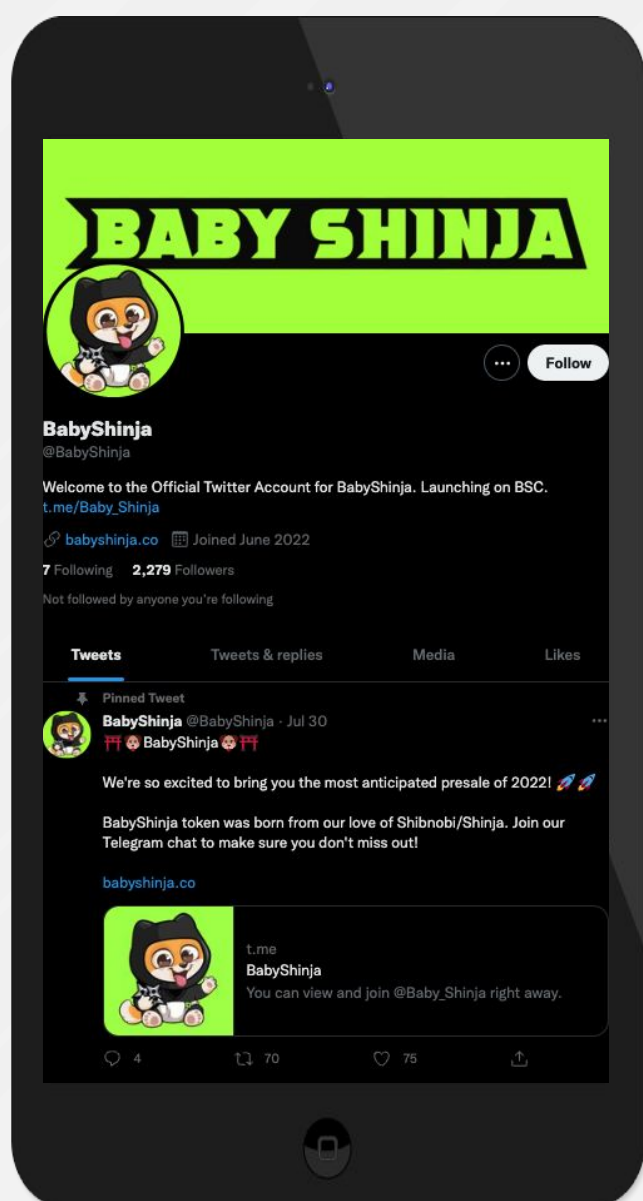 BABY SHINJA
Follow
BabyShinja
@BabyShinja
Welcome to the Official Twitter Account for BabyShinja. Launching on BSC.
t.me/Baby_Shinja
babyshinja.co Joined June 2022
7 Following 2,279 Followers
Not followed by anyone you're following
Tweets Tweets & replies Media Likes
Pinned Tweet
BabyShinja @BabyShinja · Jul 30
⛩️🐵BabyShinja🐵⛩️
We're so excited to bring you the most anticipated presale of 2022! 🚀 🚀
BabyShinja token was born from our love of Shibnobi/Shinja. Join our
Telegram chat to make sure you don't miss out!
babyshinja.co
t.me
BabyShinja
You can view and join @Baby_Shinja right away.
4 70 75